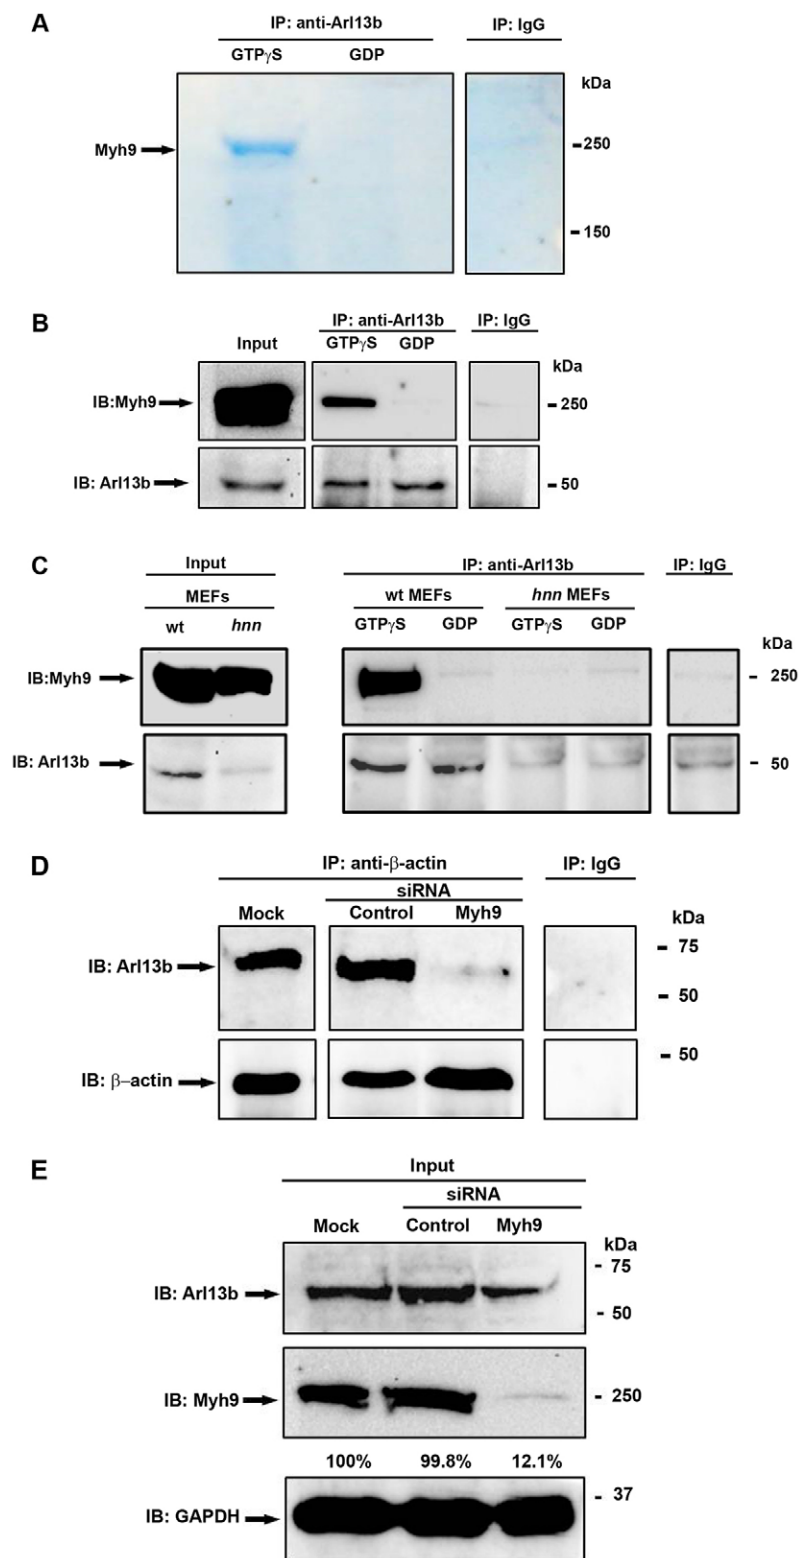 A
IP: anti-Arl13b IP: IgG
GTPγS GDP
kDa
Myh9
-250
- 150
B
IP: anti-Arl13b IP: IgG
Input GTPγS GDP
kDa
IB:Myh9 - 250
IB: Arl13b - 50
C
Input IP: anti-Arl13b IP: IgG
MEFs wt MEFs hnn MEFs
wt hnn GTPγS GDP GTPγS GDP
kDa
IB:Myh9 - 250
IB: Arl13b - 50
D
IP: anti-β-actin IP: IgG
siRNA
Mock Control Myh9
kDa
- 75
IB: Arl13b
- 50
- 50
IB: β–actin
E
Input
siRNA
Mock Control Myh9
kDa
- 75
IB: Arl13b
- 50
IB: Myh9 - 250
100% 99.8% 12.1%
- 37
IB: GAPDH